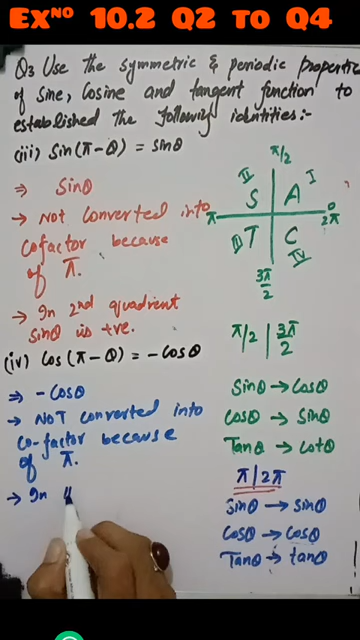 Exᴺᴼ 10.2 Q2 TO Q4
Q3 Use the symmetric & periodic properties
of sine, cosine and tangent function to
established the following identities:-
(iii) Sin(π - θ) = sinθ
⇒ Sinθ
→ Not converted into
cofactor because
of π.
→ In 2nd quadrant
sinθ is +ve.
(iv) Cos(π - θ) = - Cosθ
⇒ - Cosθ
→ NOT converted into
Co-factor because
of π.
→ In
π/2
II I
S A
π 0
2π
III T C
IV
3π/2
π/2 | 3π/2
Sinθ → Cosθ
Cosθ → Sinθ
Tanθ → Cotθ
π | 2π
Sinθ → sinθ
Cosθ → Cosθ
Tanθ → tanθ